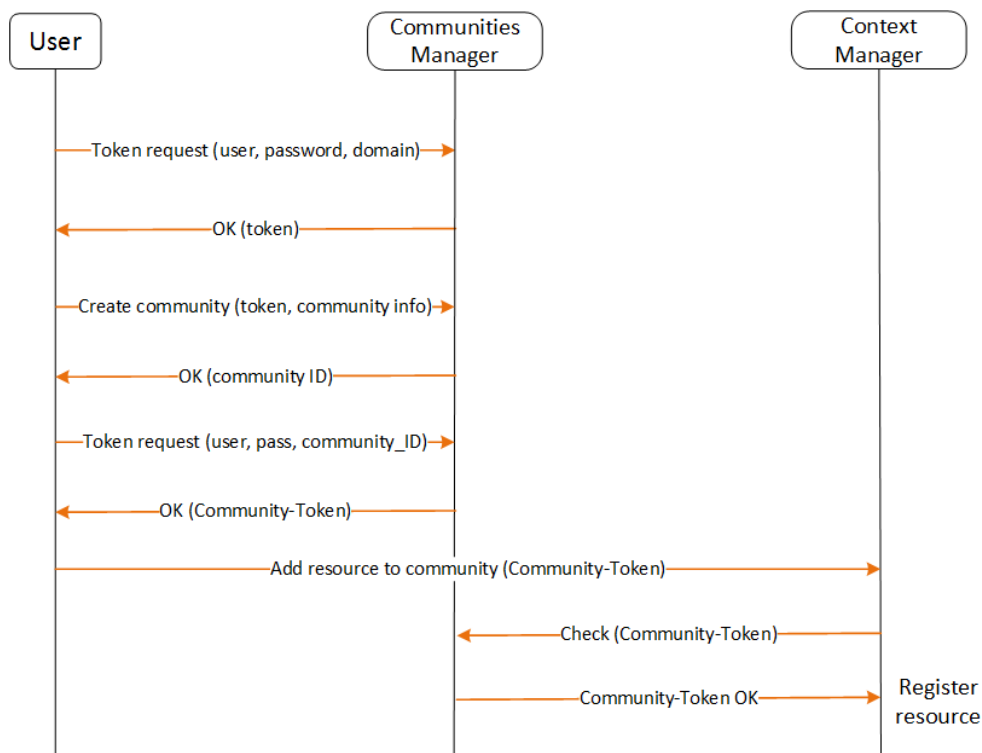 User
Communities
Manager
Context
Manager
Token request (user, password, domain)
OK (token)
Create community (token, community info)
OK (community ID)
Token request (user, pass, community_ID)
OK (Community-Token)
Add resource to community (Community-Token)
Check (Community-Token)
Community-Token OK
Register
resource